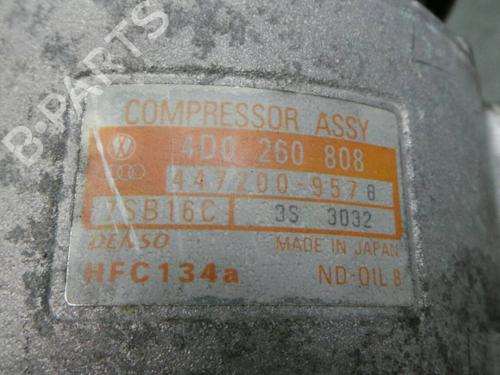 B-PARTS
COMPRESSOR ASSY
4D0 260 808
447200-9578
7SB16C 3S 3032
DENSO MADE IN JAPAN
HFC134a ND-OIL 8